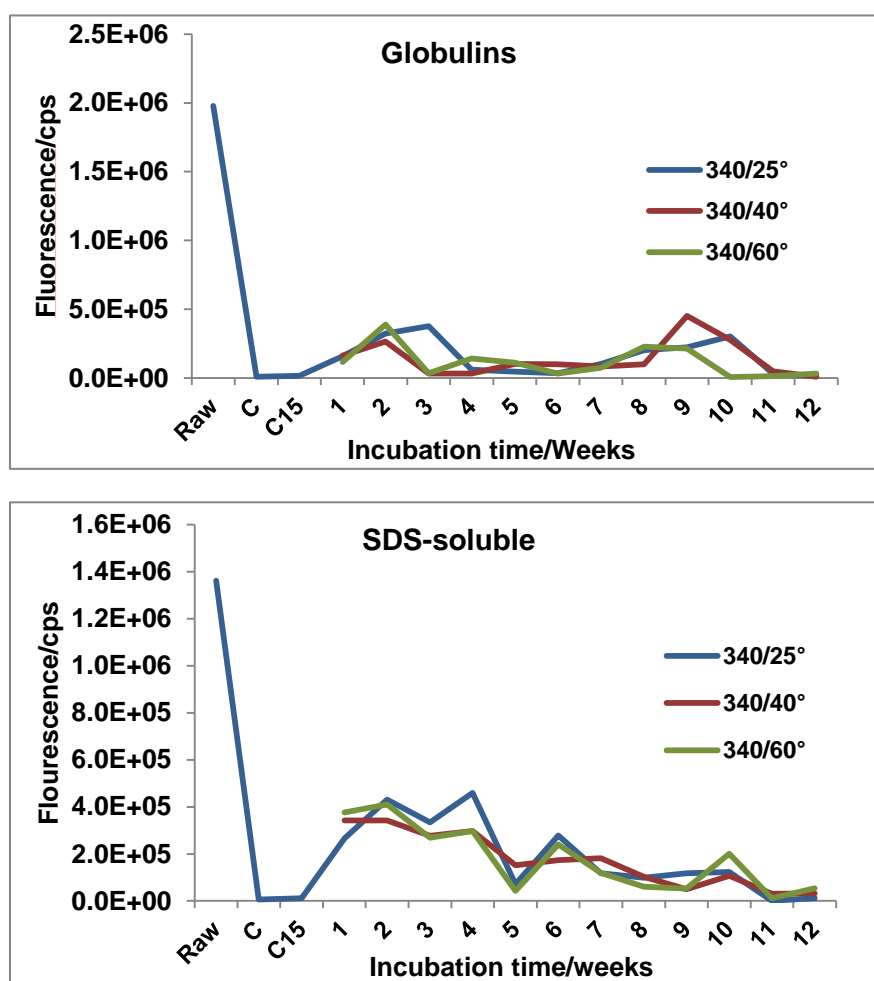 Globulins
Fluorescence/cps
2.5E+06
2.0E+06
1.5E+06
1.0E+06
5.0E+05
0.0E+00
340/25°
340/40°
340/60°
Raw C C15 1 2 3 4 5 6 7 8 9 10 11 12
Incubation time/Weeks
SDS-soluble
Flourescence/cps
1.6E+06
1.4E+06
1.2E+06
1.0E+06
8.0E+05
6.0E+05
4.0E+05
2.0E+05
0.0E+00
340/25°
340/40°
340/60°
Raw C C15 1 2 3 4 5 6 7 8 9 10 11 12
Incubation time/weeks